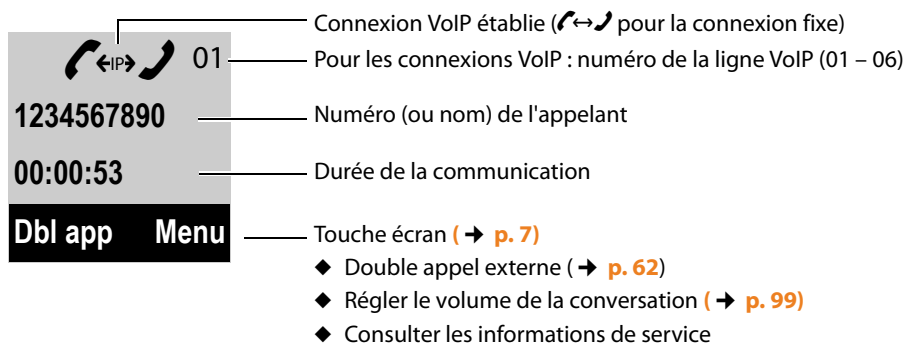 Connexion VoIP établie (↔ pour la connexion fixe)
IP 01
Pour les connexions VoIP : numéro de la ligne VoIP (01 – 06)
1234567890
Numéro (ou nom) de l'appelant
00:00:53
Durée de la communication
Dbl app Menu
Touche écran ( ➔ p. 7)
◆ Double appel externe ( ➔ p. 62)
◆ Régler le volume de la conversation ( ➔ p. 99)
◆ Consulter les informations de service